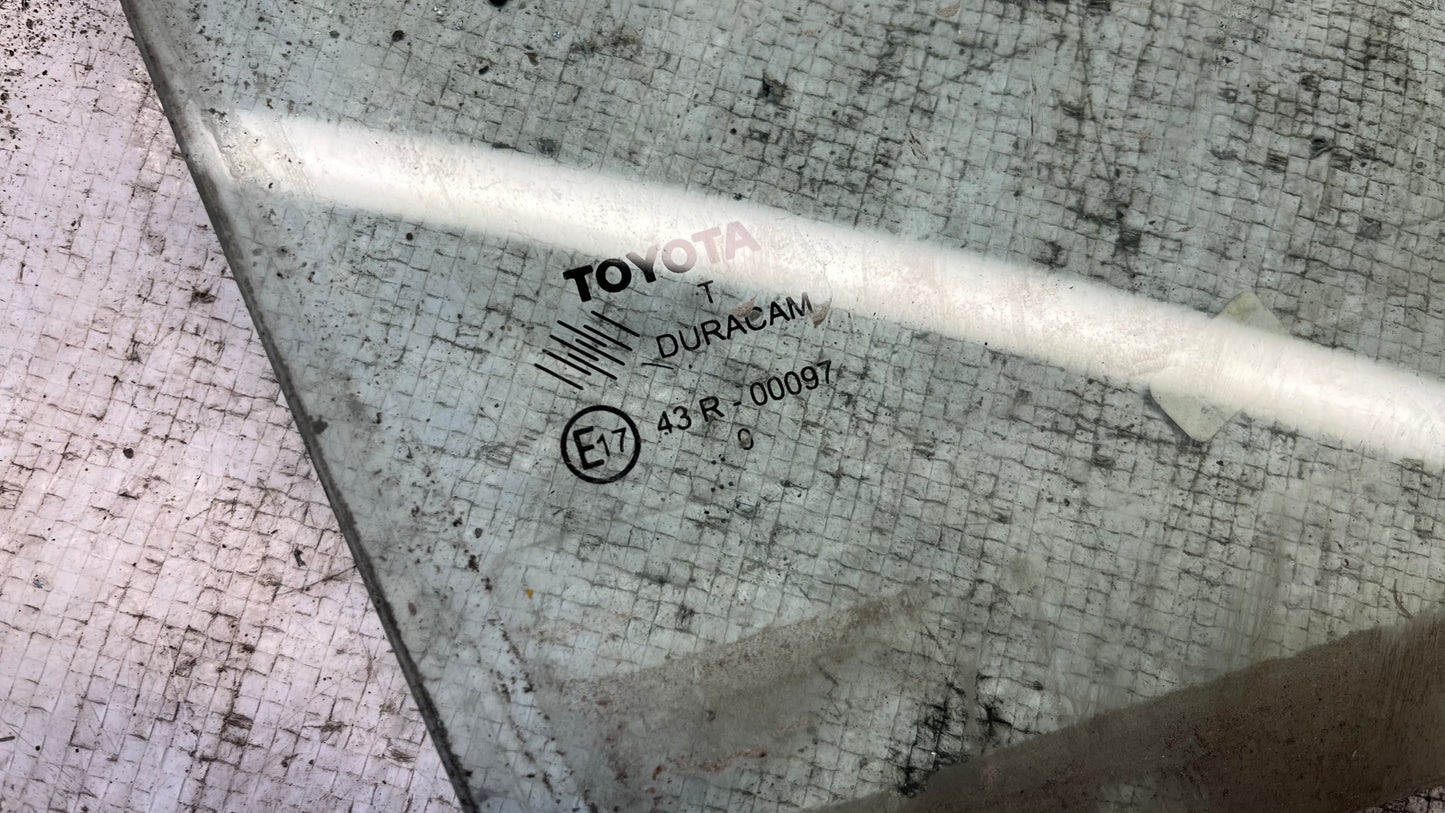 TOYOTA
T
DURACAM
E17 43 R - 00097
0